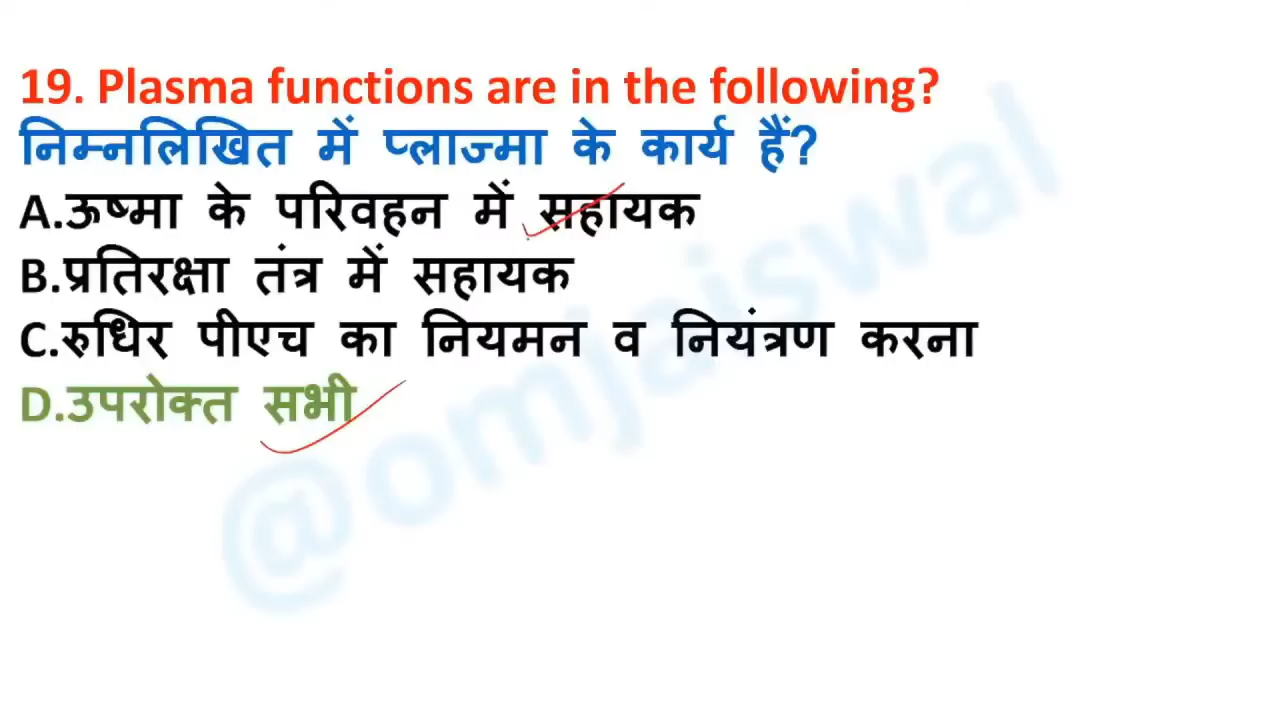 19. Plasma functions are in the following?
निम्नलिखित में प्लाज्मा के कार्य हैं?
A.ऊष्मा के परिवहन में सहायक
B.प्रतिरक्षा तंत्र में सहायक
C.रुधिर पीएच का नियमन व नियंत्रण करना
D.उपरोक्त सभी
@omjaiswal